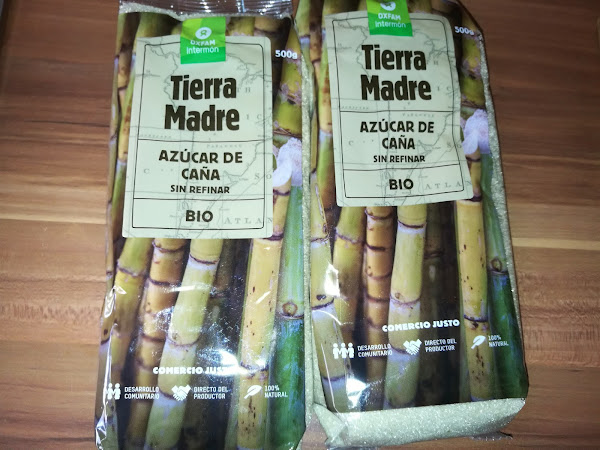 OXFAM
Intermón
500g
Tierra
Madre
AZÚCAR DE
CAÑA
SIN REFINAR
BIO
COMERCIO JUSTO
DESARROLLO
COMUNITARIO
DIRECTO DEL
PRODUCTOR
100%
NATURAL
OXFAM
Intermón
500g
Tierra
Madre
AZÚCAR DE
CAÑA
SIN REFINAR
BIO
COMERCIO JUSTO
DESARROLLO
COMUNITARIO
DIRECTO DEL
PRODUCTOR
100%
NATURAL